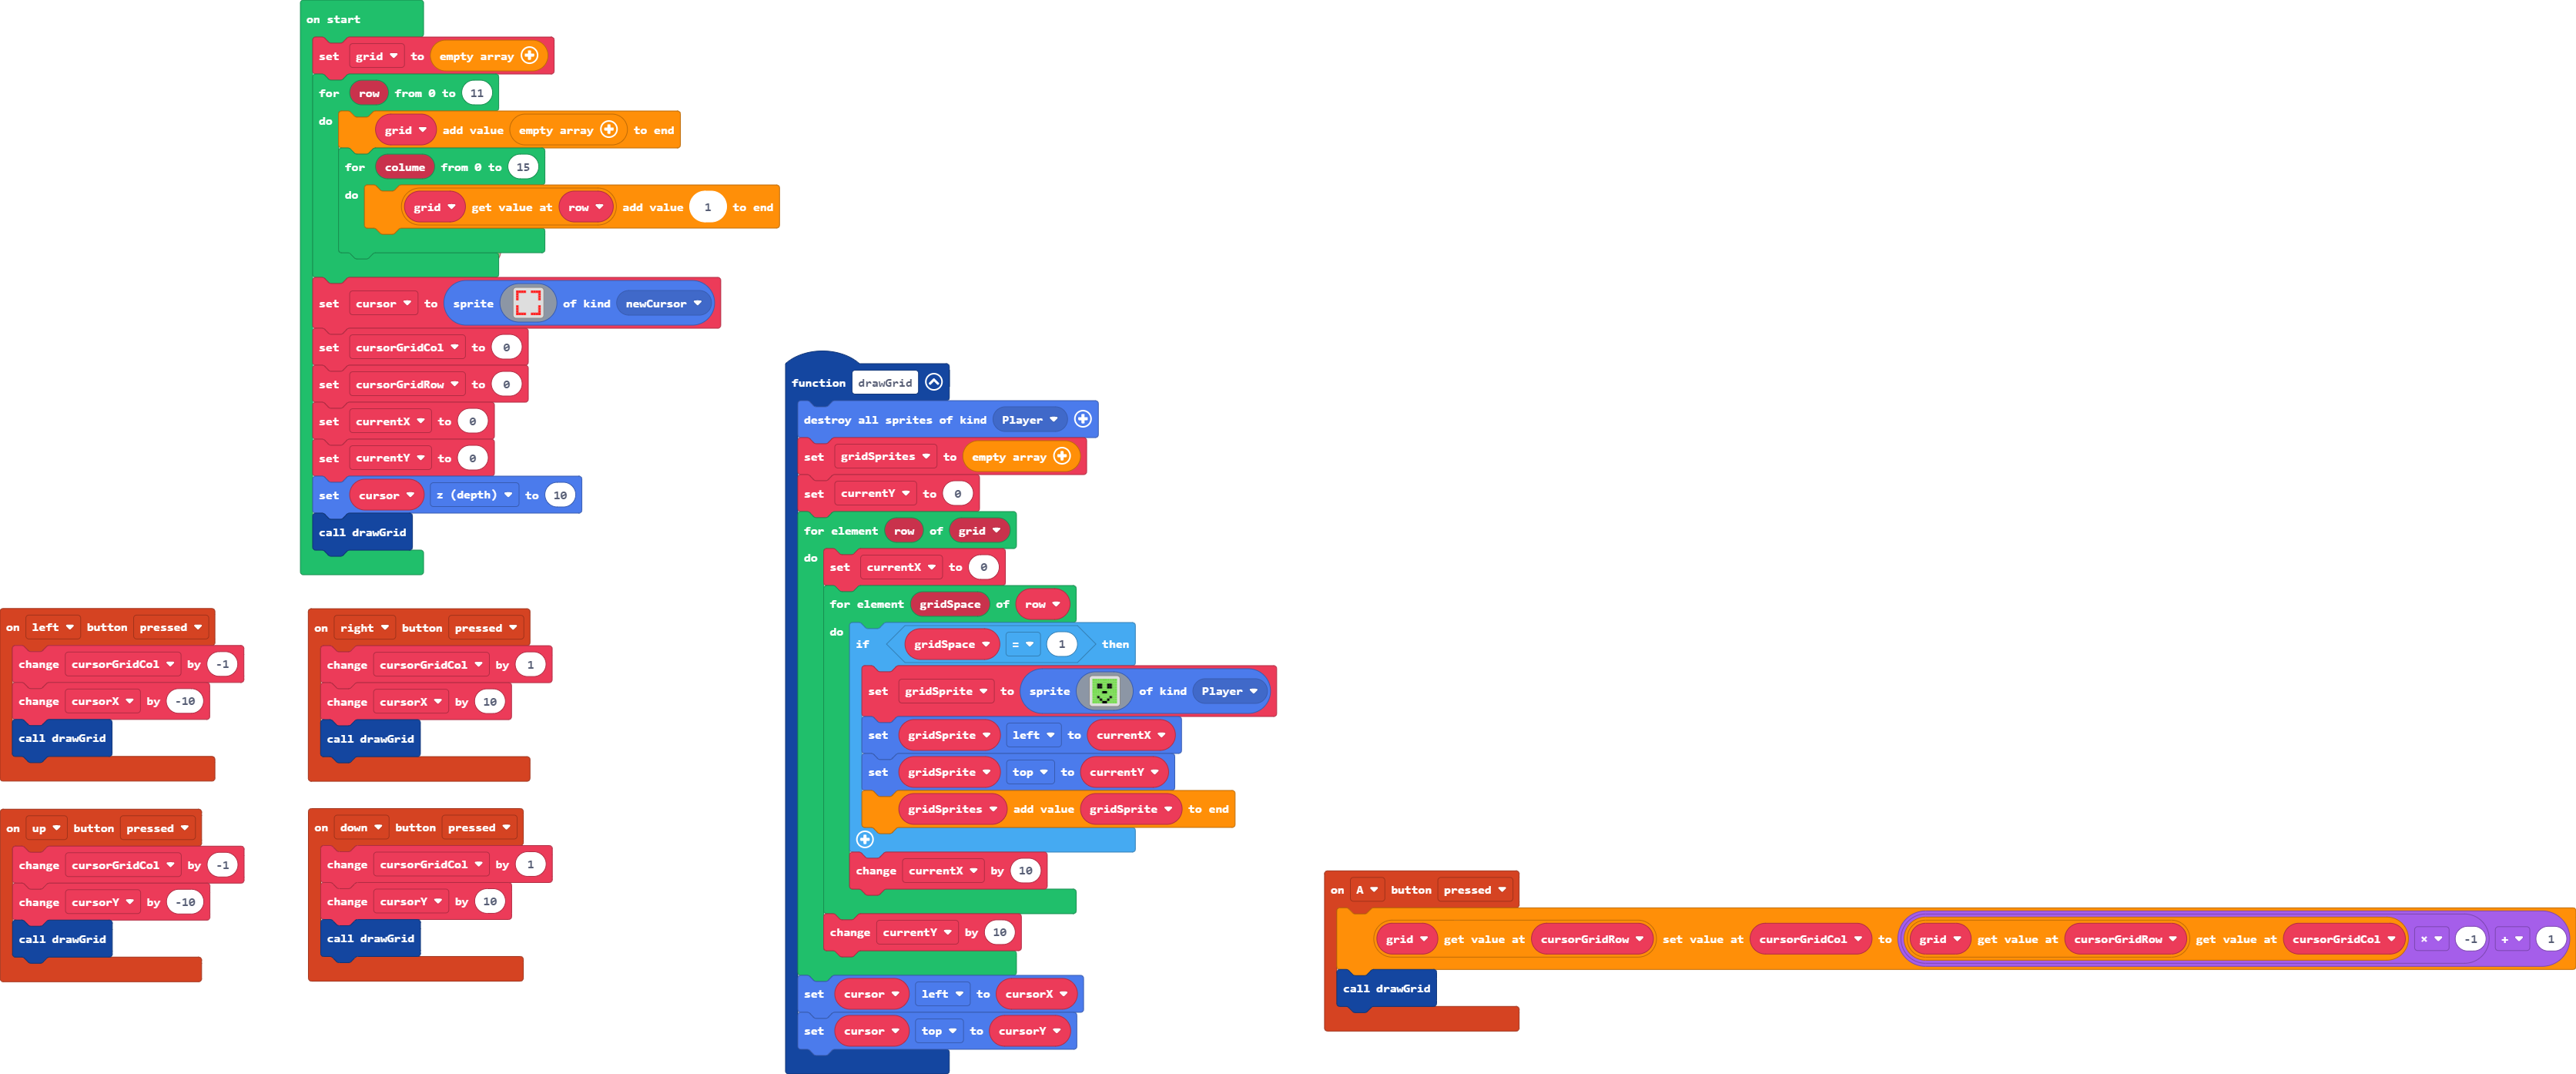 on start
set grid to empty array
for row from 0 to 11
do
grid add value empty array to end
for colume from 0 to 15
do
grid get value at row add value 1 to end
set cursor to sprite of kind newCursor
set cursorGridCol to 0
set cursorGridRow to 0
set currentX to 0
set currentY to 0
set cursor z (depth) to 10
call drawGrid
on left button pressed
change cursorGridCol by -1
change cursorX by -10
call drawGrid
on right button pressed
change cursorGridCol by 1
change cursorX by 10
call drawGrid
on up button pressed
change cursorGridCol by -1
change cursorY by -10
call drawGrid
on down button pressed
change cursorGridCol by 1
change cursorY by 10
call drawGrid
function drawGrid
destroy all sprites of kind Player
set gridSprites to empty array
set currentY to 0
for element row of grid
do
set currentX to 0
for element gridSpace of row
do
if gridSpace = 1 then
set gridSprite to sprite of kind Player
set gridSprite left to currentX
set gridSprite top to currentY
gridSprites add value gridSprite to end
change currentX by 10
change currentY by 10
set cursor left to cursorX
set cursor top to cursorY
on A button pressed
grid get value at cursorGridRow set value at cursorGridCol to grid get value at cursorGridRow get value at cursorGridCol × -1 + 1
call drawGrid